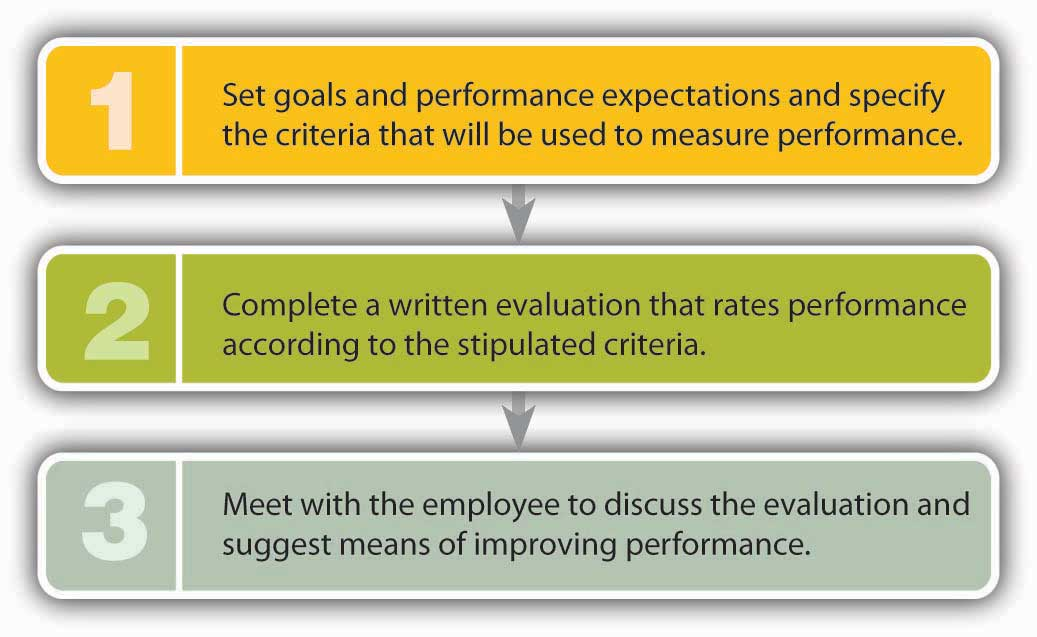 1
Set goals and performance expectations and specify
the criteria that will be used to measure performance.
2
Complete a written evaluation that rates performance
according to the stipulated criteria.
3
Meet with the employee to discuss the evaluation and
suggest means of improving performance.